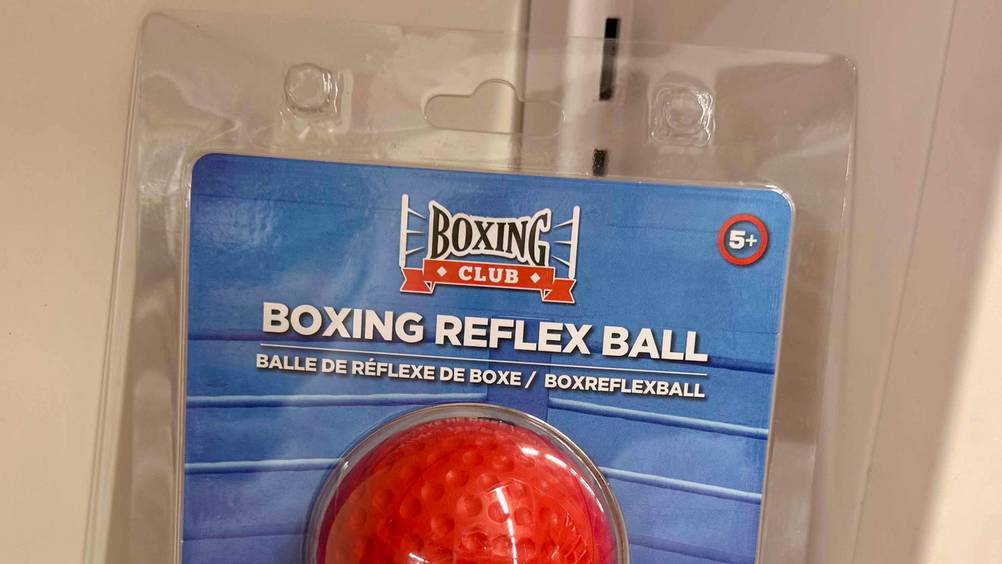 BOXING
CLUB
5+
BOXING REFLEX BALL
BALLE DE RÉFLEXE DE BOXE / BOXREFLEXBALL